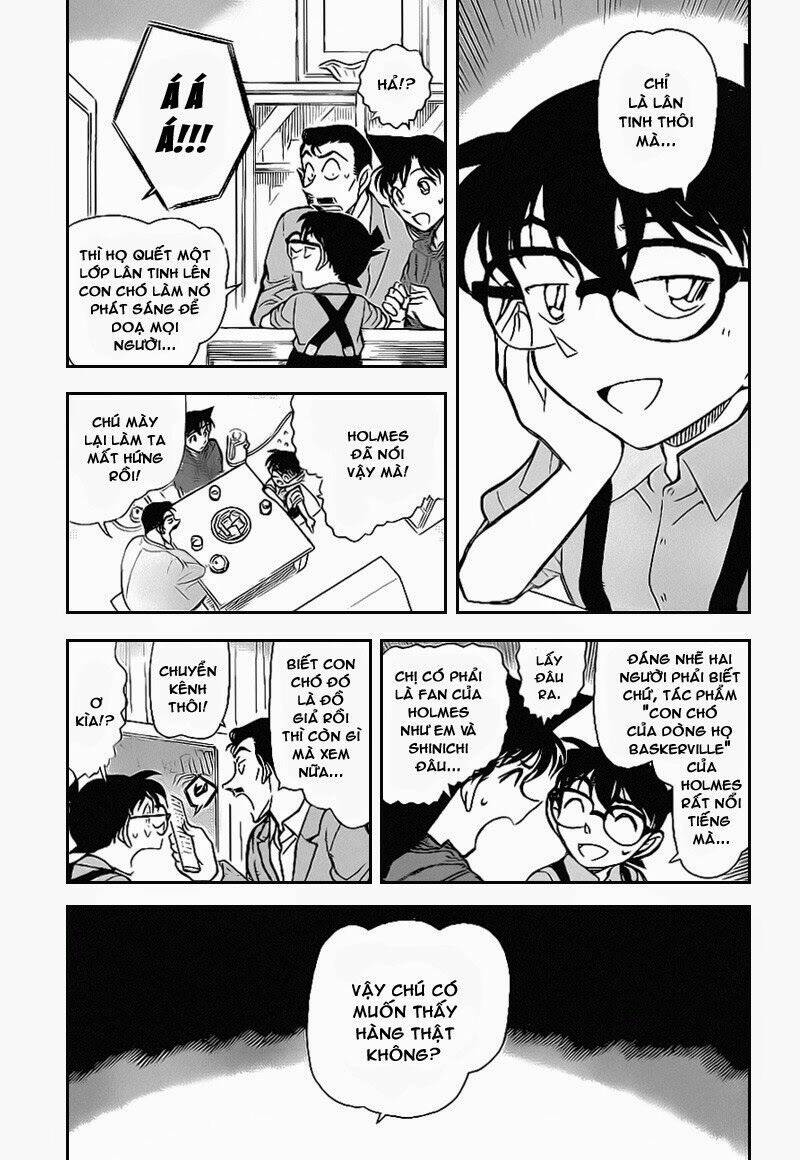 CHỈ
LÀ LÂN
TINH THÔI
MÀ...
HẢ!?
Á Á
Á!!!
THÌ HỌ QUẾT MỘT
LỚP LÂN TINH LÊN
CON CHÓ LÀM NÓ
PHÁT SÁNG ĐỂ
DOẠ MỌI
NGƯỜI...
HOLMES
ĐÃ NÓI
VẬY MÀ!
CHÚ MÀY
LẠI LÀM TA
MẤT HỨNG
RỒI!
ĐÁNG NHẼ HAI
NGƯỜI PHẢI BIẾT
CHỨ, TÁC PHẨM
"CON CHÓ
CỦA DÒNG HỌ
BASKERVILLE"
CỦA
HOLMES
RẤT NỔI
TIẾNG
MÀ...
LẤY
ĐÂU
RA.
CHỊ CÓ PHẢI
LÀ FAN CỦA
HOLMES
NHƯ EM VÀ
SHINICHI
ĐÂU...
BIẾT CON
CHÓ ĐÓ
LÀ ĐỒ
GIẢ RỒI
THÌ CÒN GÌ
MÀ XEM
NỮA...
CHUYỂN
KÊNH
THÔI!
Ơ
KÌA!?
VẬY CHÚ CÓ
MUỐN THẤY
HÀNG THẬT
KHÔNG?